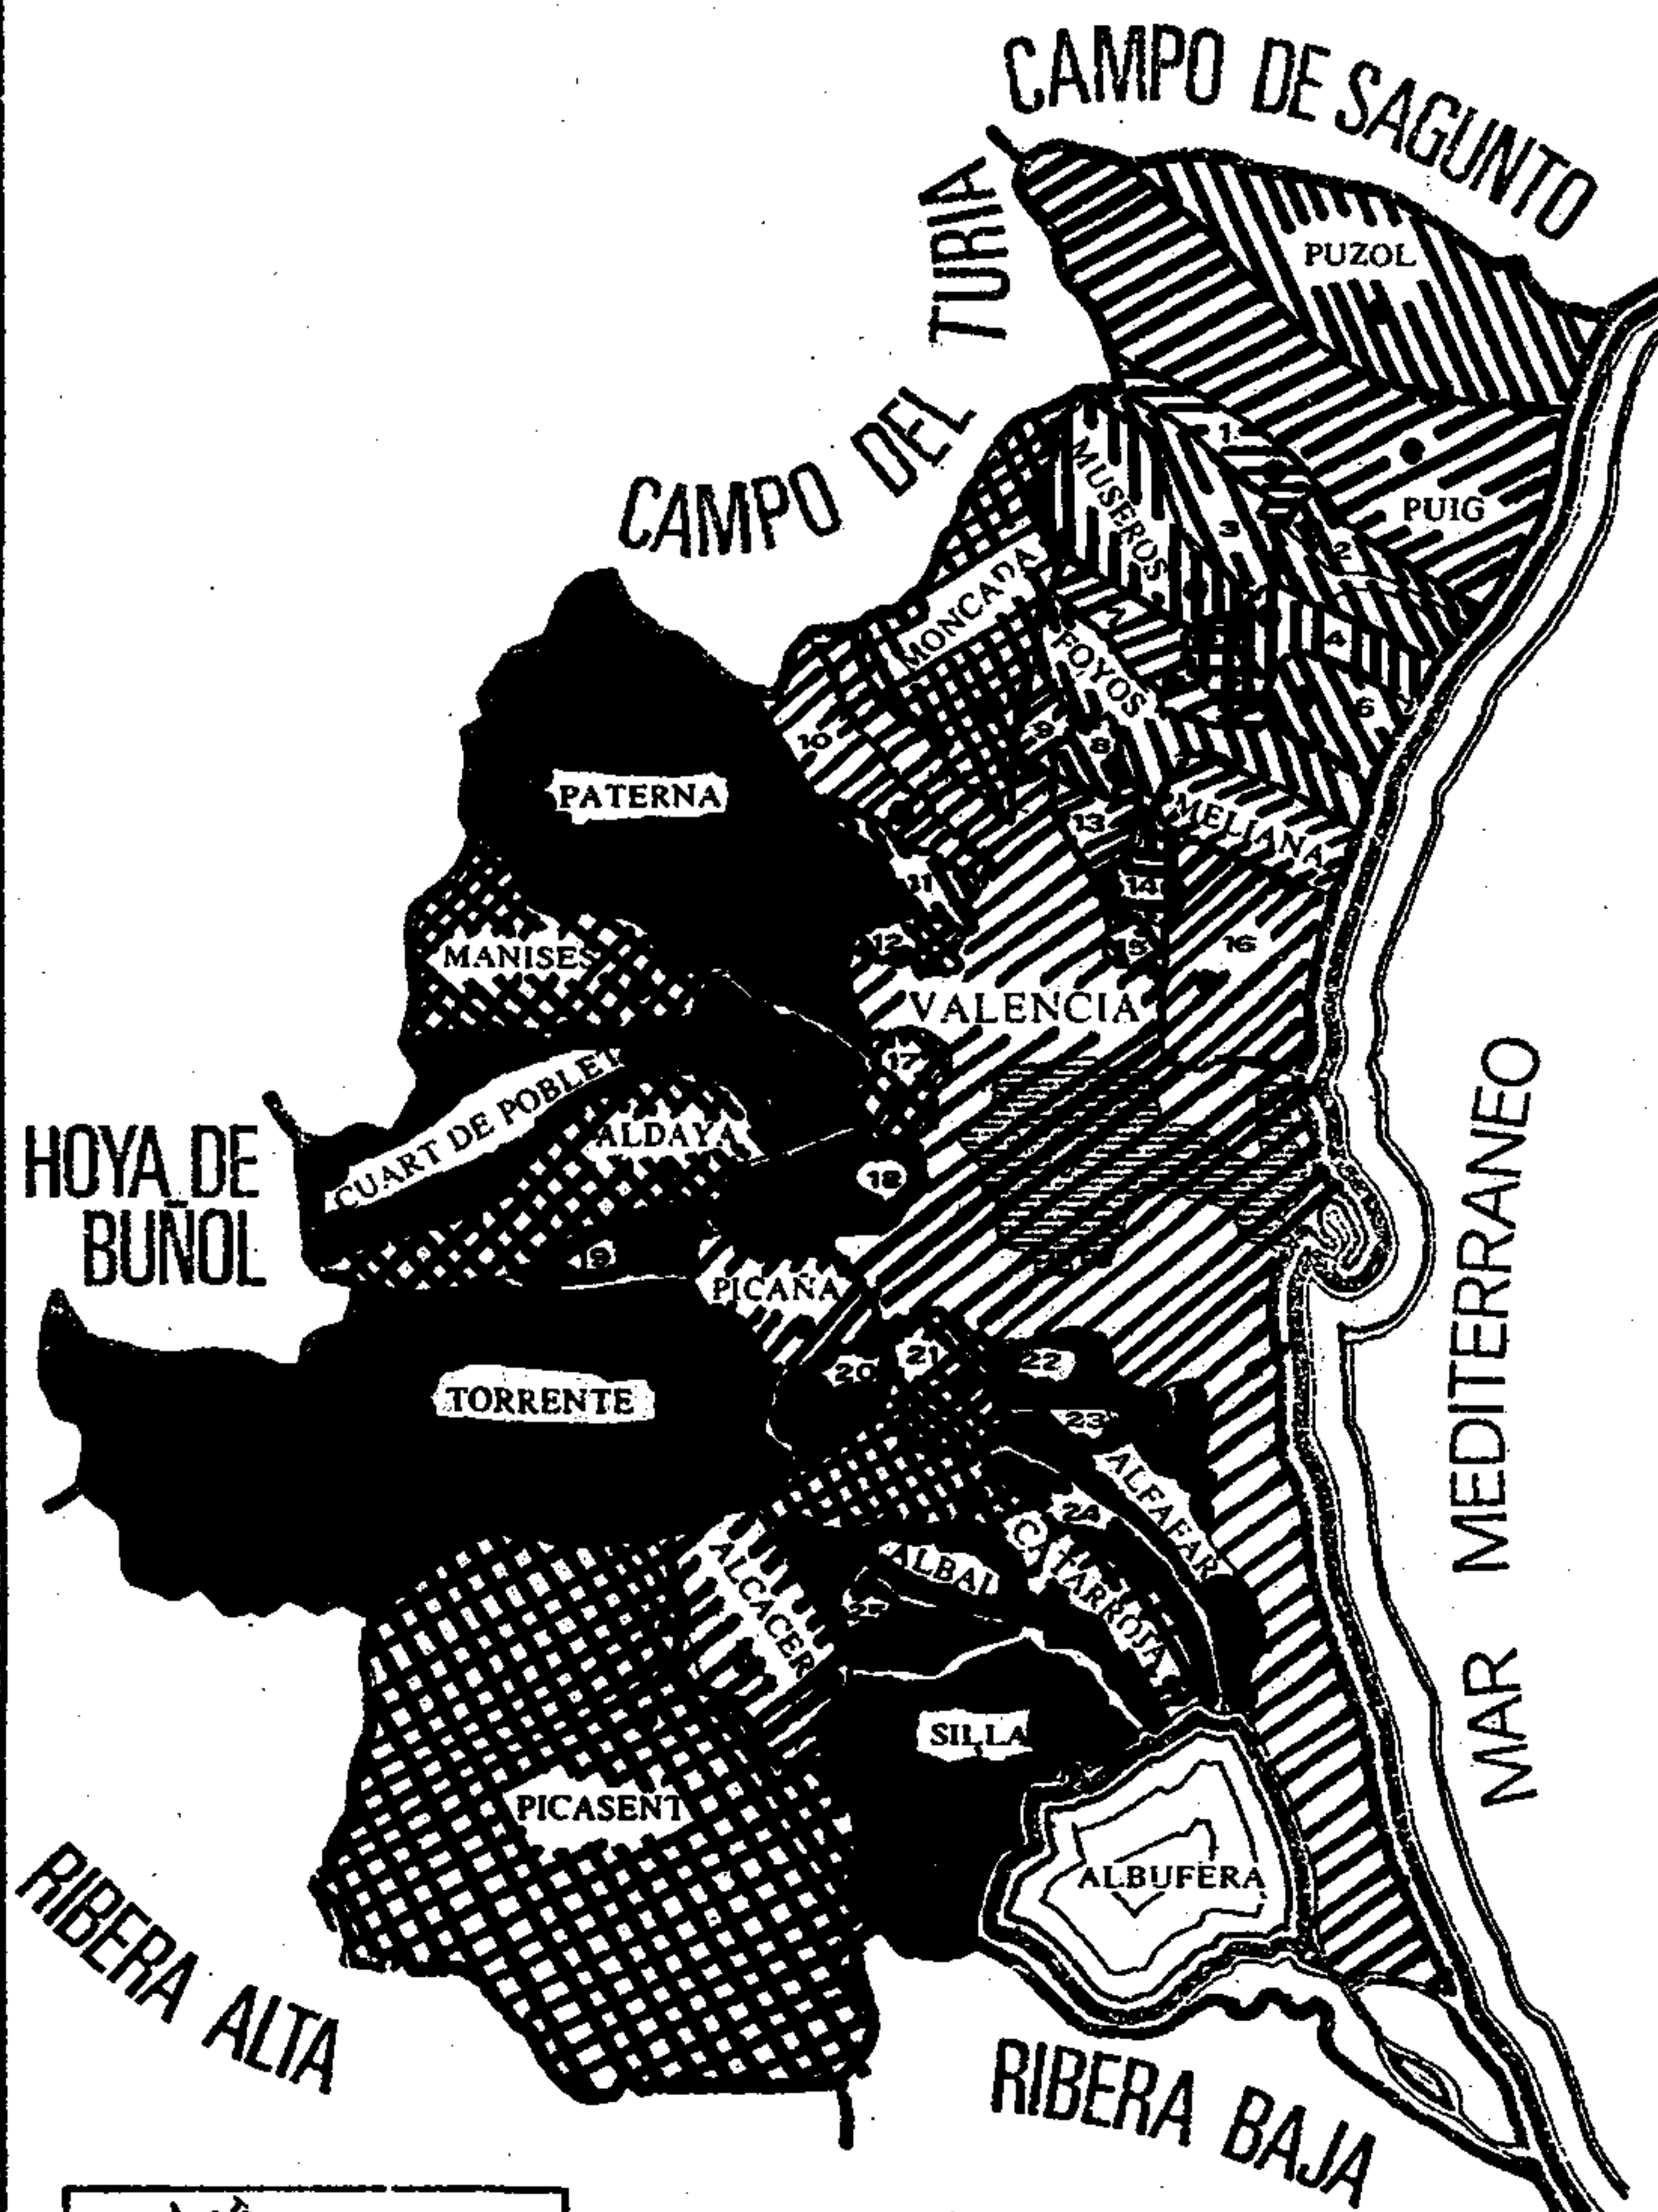 CAMPO DE SAGUNTO
CAMPO DEL TURIA
PUZOL
1
MUSEROS
PUIG
3
2
MONCADA
7
FOYOS
4
6
9
8
10
PATERNA
13
MELIANA
11
14
12
15
16
MANISES
VALENCIA
17
CUART DE POBLET
ALDAYA
18
HOYA DE
BUÑOL
19
PICAÑA
MAR MEDITERRANEO
TORRENTE
20
21
22
23
ALFAFAR
24
CATARROJA
ALBAL
ALCACER
25
SILLA
PICASENT
ALBUFERA
RIBERA ALTA
RIBERA BAJA